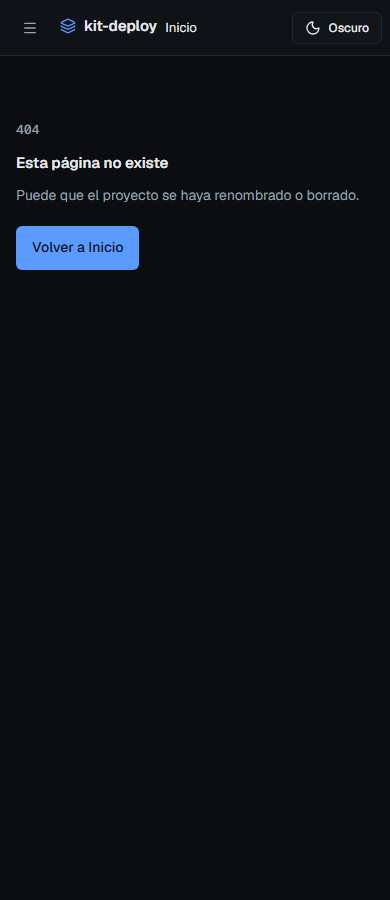 kit-deploy Inicio Oscuro
404
Esta página no existe
Puede que el proyecto se haya renombrado o borrado.
Volver a Inicio